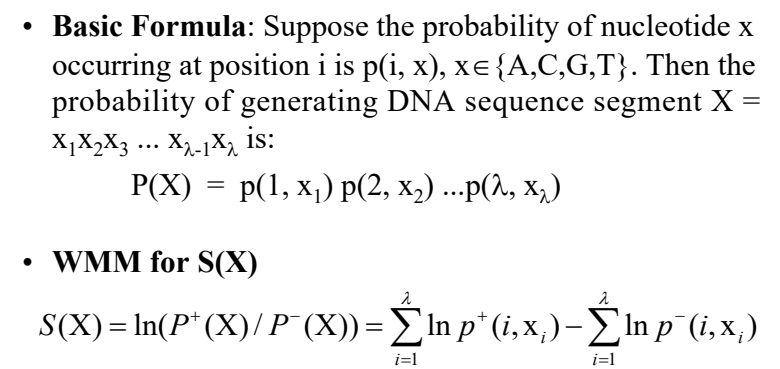 • Basic Formula: Suppose the probability of nucleotide x
occurring at position i is p(i, x), x∈{A,C,G,T}. Then the
probability of generating DNA sequence segment X =
x₁x₂x₃ ... x_{λ-1}x_λ is:
P(X) = p(1, x₁) p(2, x₂) ...p(λ, x_λ)
• WMM for S(X)
S(X) = ln(P⁺(X) / P⁻(X)) = ∑_{i=1}^{λ} ln p⁺(i, x_i) − ∑_{i=1}^{λ} ln p⁻(i, x_i)